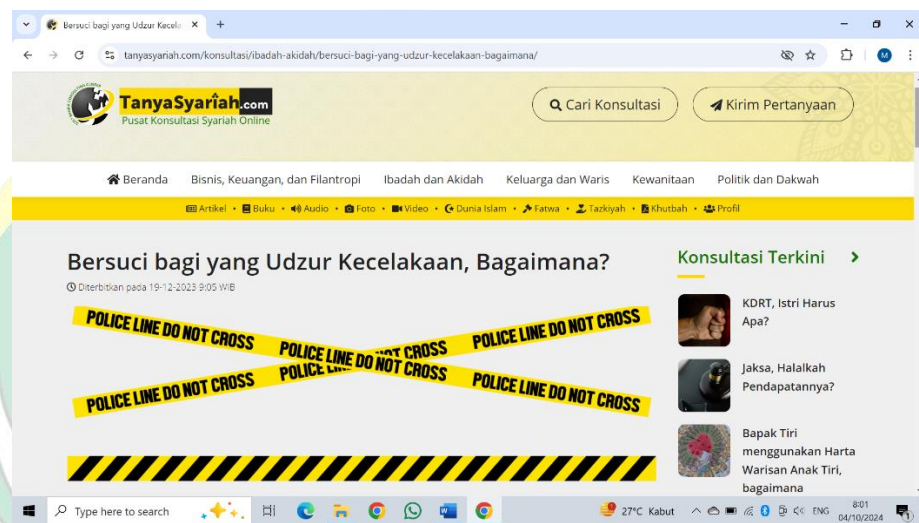 Bersuci bagi yang Udzur Kecela
tanyasyariah.com/konsultasi/ibadah-akidah/bersuci-bagi-yang-udzur-kecelakaan-bagaimana/
M
TanyaSyariah.com
Pusat Konsultasi Syariah Online
Cari Konsultasi
Kirim Pertanyaan
Beranda Bisnis, Keuangan, dan Filantropi Ibadah dan Akidah Keluarga dan Waris Kewanitaan Politik dan Dakwah
Artikel • Buku • Audio • Foto • Video • Dunia Islam • Fatwa • Tazkiyah • Khutbah • Profil
Bersuci bagi yang Udzur Kecelakaan, Bagaimana?
Diterbitkan pada 19-12-2023 9:05 WIB
POLICE LINE DO NOT CROSS POLICE LINE DO NOT CROSS POLICE LINE DO NOT CROSS
POLICE LINE DO NOT CROSS POLICE LINE DO NOT CROSS POLICE LINE DO NOT CROSS
Konsultasi Terkini
KDRT, Istri Harus
Apa?
Jaksa, Halalkah
Pendapatannya?
Bapak Tiri
menggunakan Harta
Warisan Anak Tiri,
bagaimana
Type here to search
27°C Kabut
ENG
8:01
04/10/2024